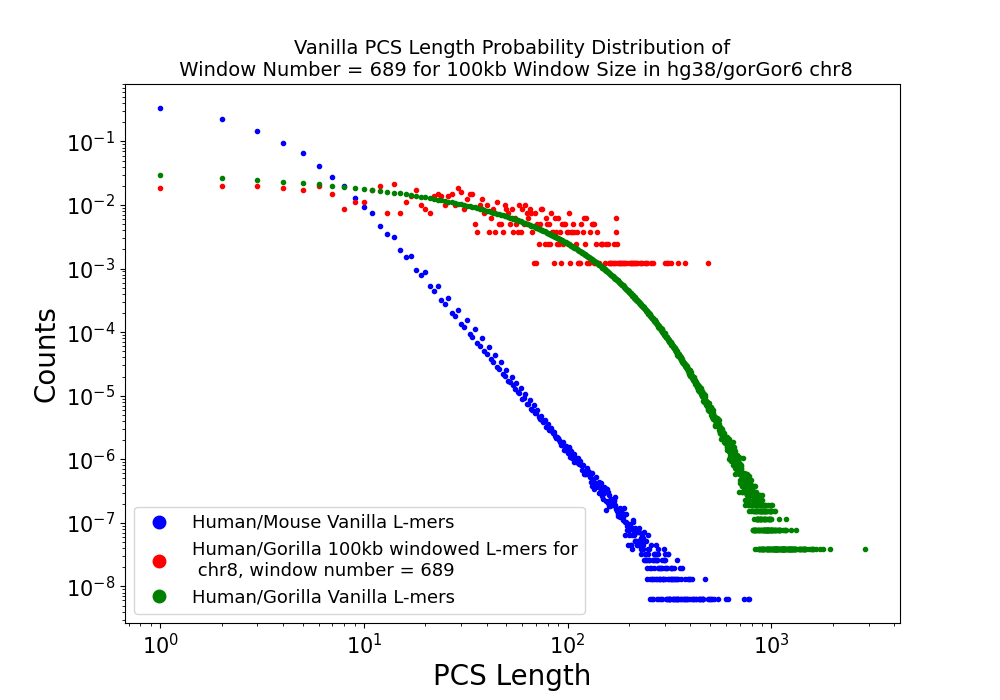 Vanilla PCS Length Probability Distribution of
Window Number = 689 for 100kb Window Size in hg38/gorGor6 chr8
Counts
10⁻¹
10⁻²
10⁻³
10⁻⁴
10⁻⁵
10⁻⁶
10⁻⁷
10⁻⁸
Human/Mouse Vanilla L-mers
Human/Gorilla 100kb windowed L-mers for
chr8, window number = 689
Human/Gorilla Vanilla L-mers
10⁰ 10¹ 10² 10³
PCS Length